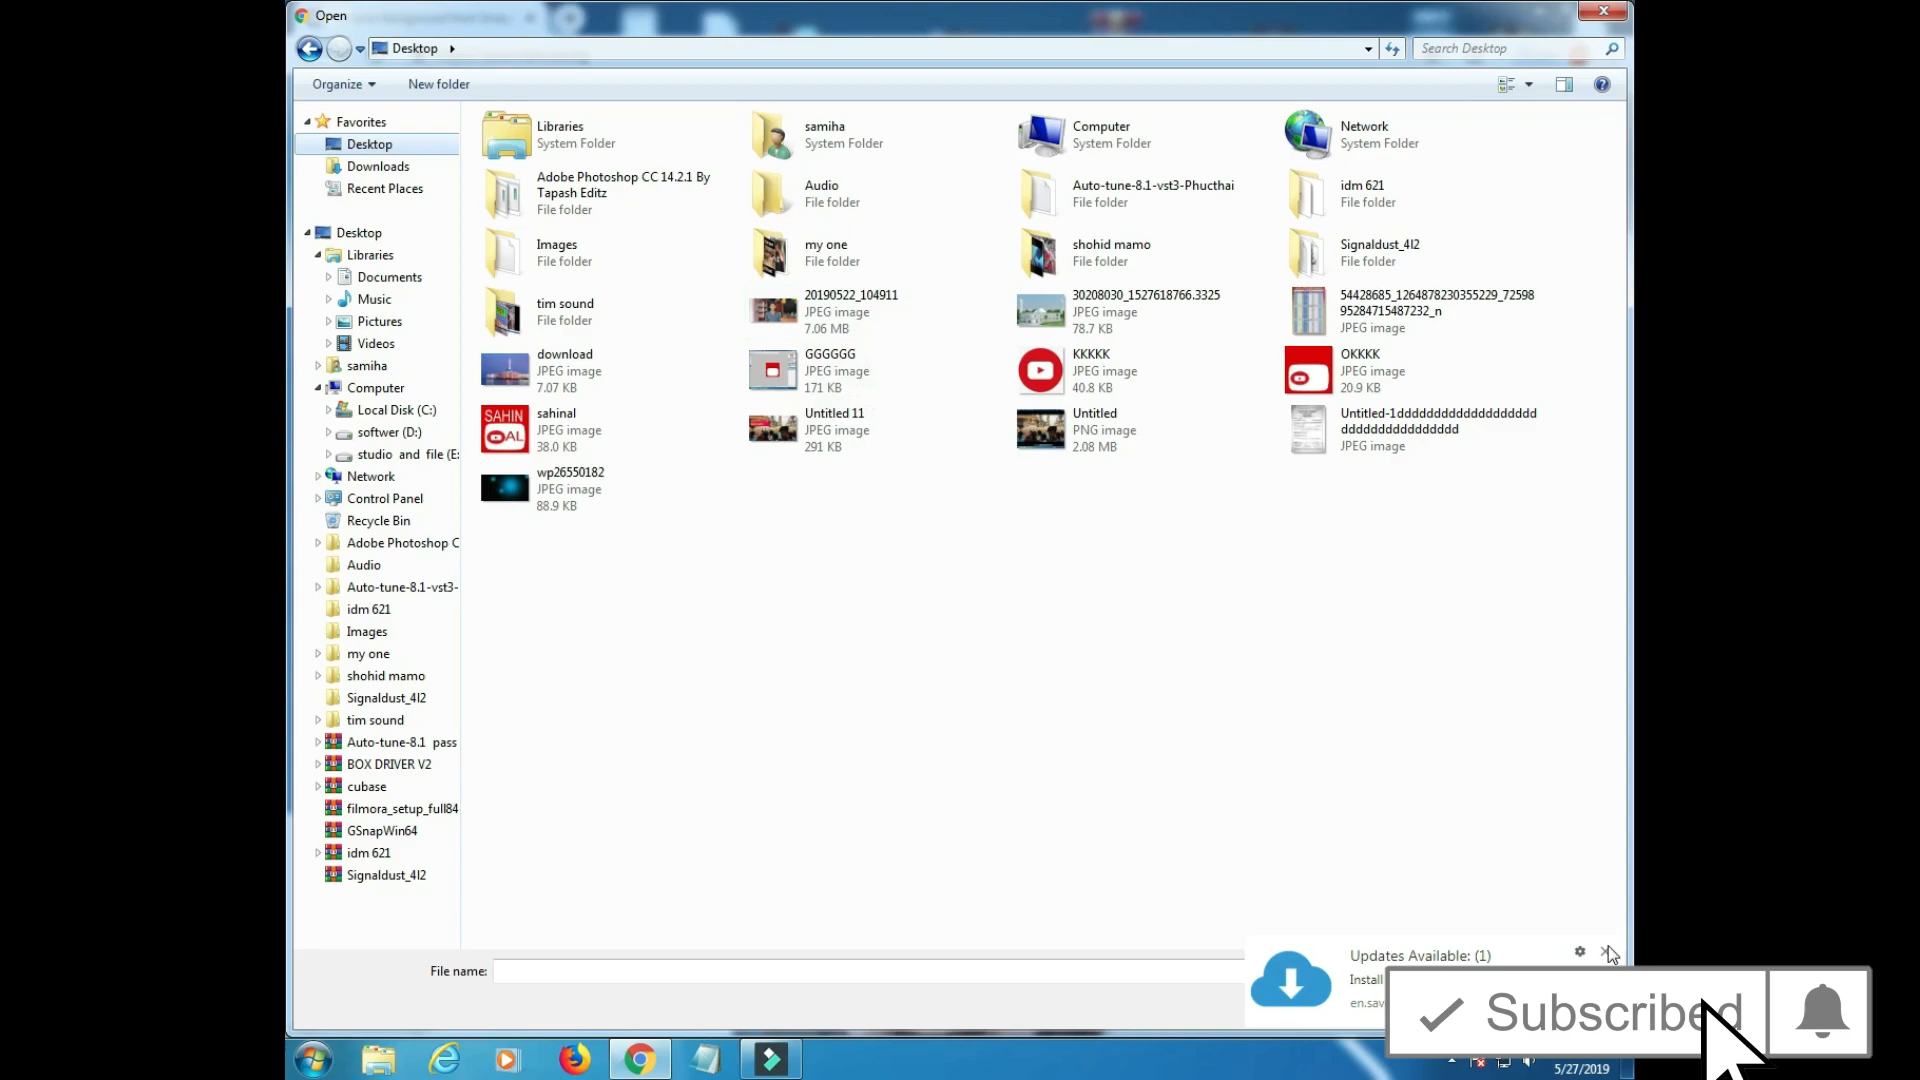 Open
Desktop
Search Desktop
Organize
New folder
Favorites
Desktop
Downloads
Recent Places
Desktop
Libraries
Documents
Music
Pictures
Videos
samiha
Computer
Local Disk (C:)
softwer (D:)
studio and file (E:
Network
Control Panel
Recycle Bin
Adobe Photoshop C
Audio
Auto-tune-8.1-vst3-
idm 621
Images
my one
shohid mamo
Signaldust_4l2
tim sound
Auto-tune-8.1 pass
BOX DRIVER V2
cubase
filmora_setup_full84
GSnapWin64
idm 621
Signaldust_4l2
Libraries
System Folder
samiha
System Folder
Computer
System Folder
Network
System Folder
Adobe Photoshop CC 14.2.1 By
Tapash Editz
File folder
Audio
File folder
Auto-tune-8.1-vst3-Phucthai
File folder
idm 621
File folder
Images
File folder
my one
File folder
shohid mamo
File folder
Signaldust_4l2
File folder
tim sound
File folder
20190522_104911
JPEG image
7.06 MB
30208030_1527618766.3325
JPEG image
78.7 KB
54428685_1264878230355229_72598
95284715487232_n
JPEG image
download
JPEG image
7.07 KB
GGGGGG
JPEG image
171 KB
KKKKK
JPEG image
40.8 KB
OKKKK
JPEG image
20.9 KB
SAHIN
AL
sahinal
JPEG image
38.0 KB
Untitled 11
JPEG image
291 KB
Untitled
PNG image
2.08 MB
Untitled-1ddddddddddddddddddd
dddddddddddddddd
JPEG image
wp26550182
JPEG image
88.9 KB
File name:
Updates Available: (1)
Install
en.sav
Subscribed
5/27/2019